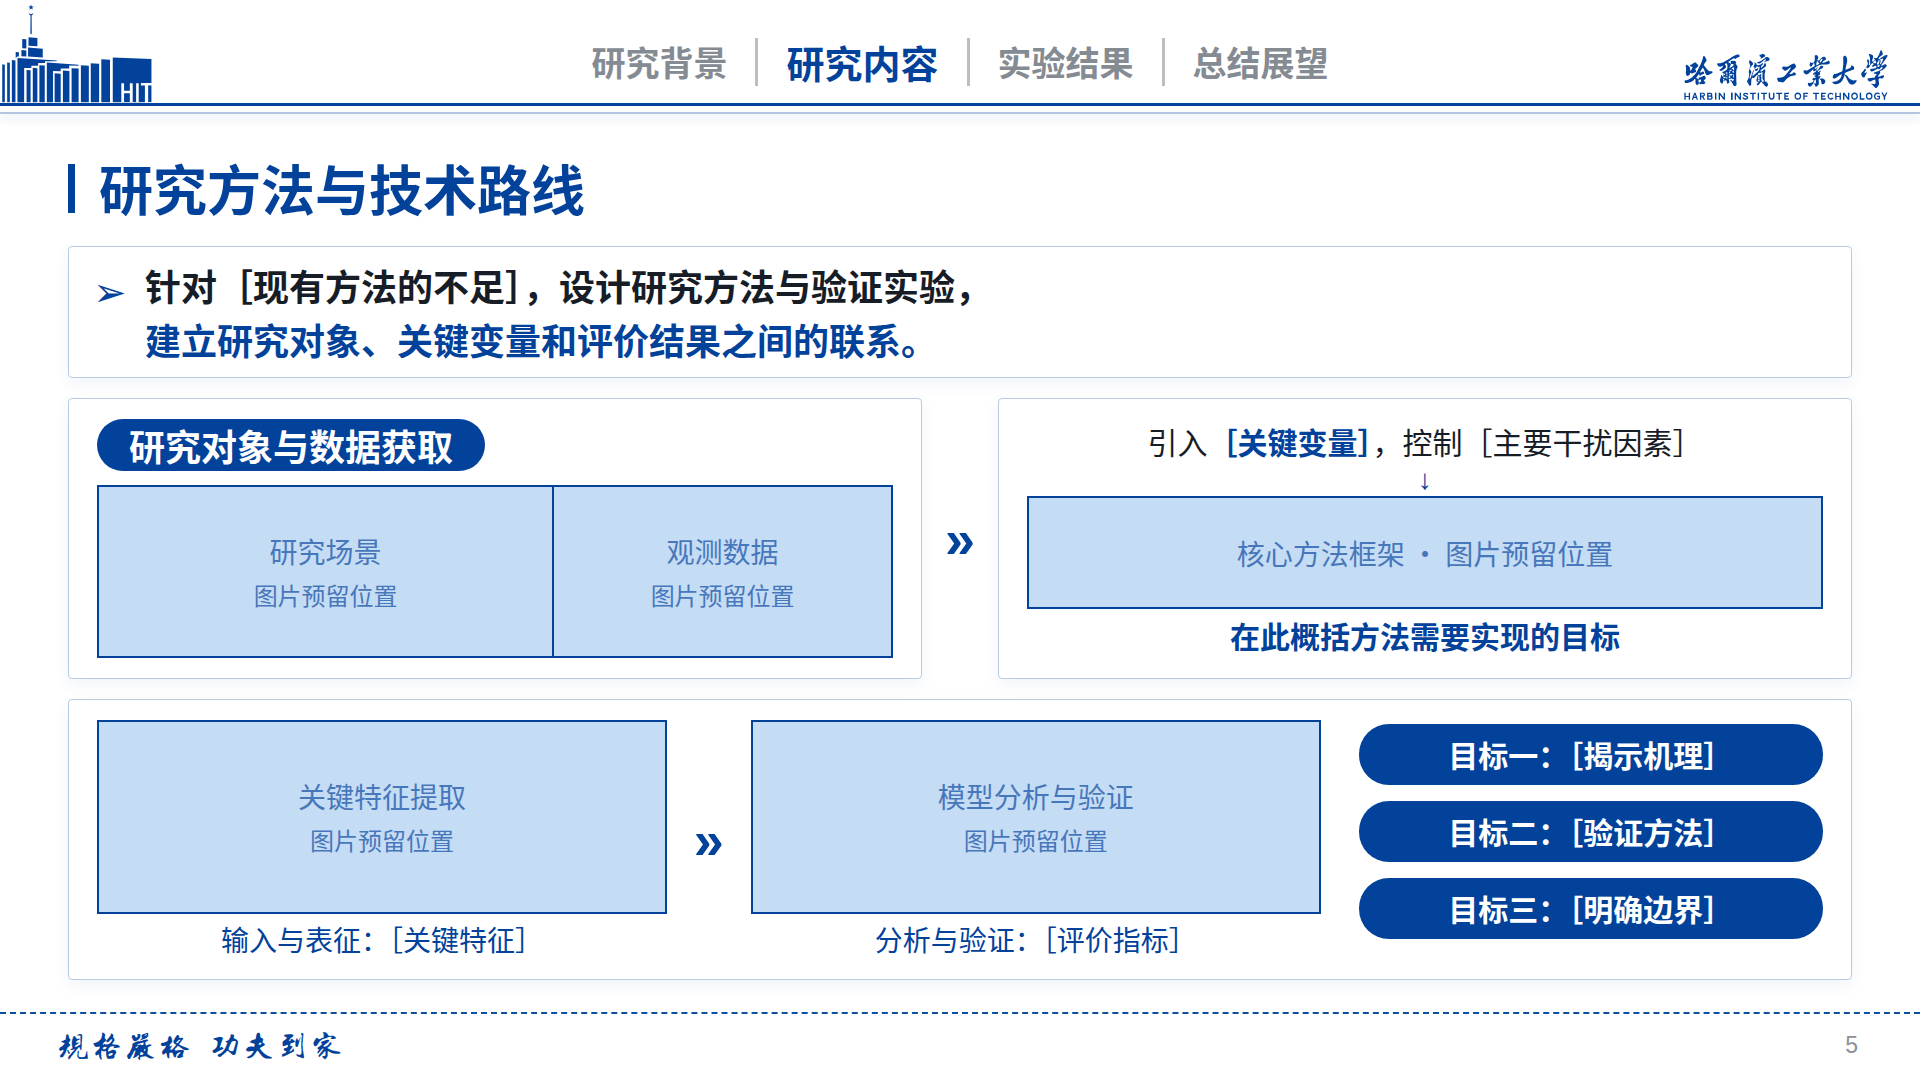 HIT
研究背景
研究内容
实验结果
总结展望
哈爾濱工業大學
HARBIN INSTITUTE OF TECHNOLOGY
研究方法与技术路线
➢ 针对［现有方法的不足］，设计研究方法与验证实验，
建立研究对象、关键变量和评价结果之间的联系。
研究对象与数据获取
研究场景
图片预留位置
观测数据
图片预留位置
»
引入［关键变量］，控制［主要干扰因素］
↓
核心方法框架 · 图片预留位置
在此概括方法需要实现的目标
关键特征提取
图片预留位置
输入与表征：［关键特征］
»
模型分析与验证
图片预留位置
分析与验证：［评价指标］
目标一：［揭示机理］
目标二：［验证方法］
目标三：［明确边界］
規格嚴格 功夫到家
5